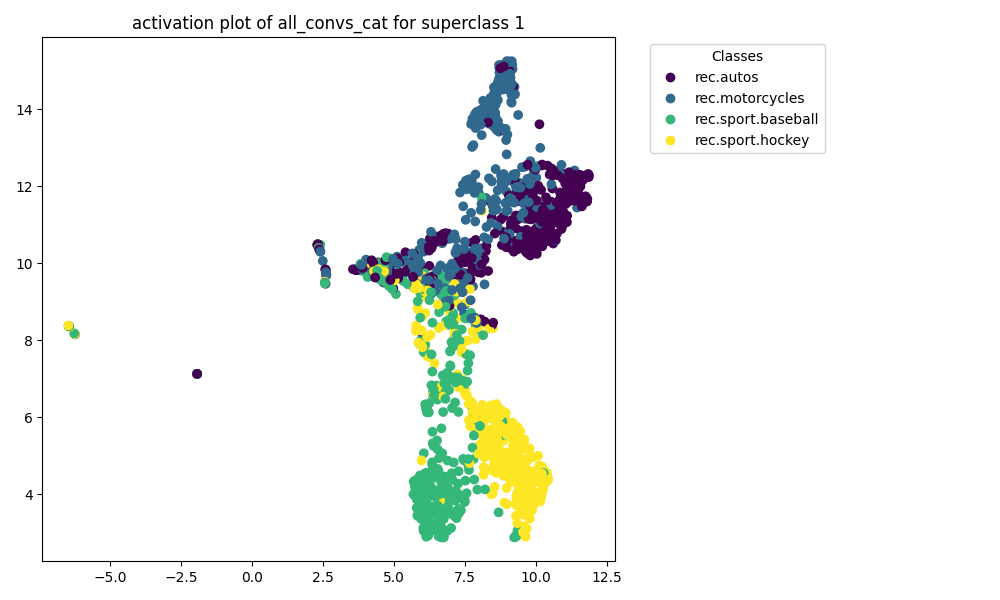 activation plot of all_convs_cat for superclass 1
Classes
rec.autos
rec.motorcycles
rec.sport.baseball
rec.sport.hockey
14
12
10
8
6
4
−5.0 −2.5 0.0 2.5 5.0 7.5 10.0 12.5